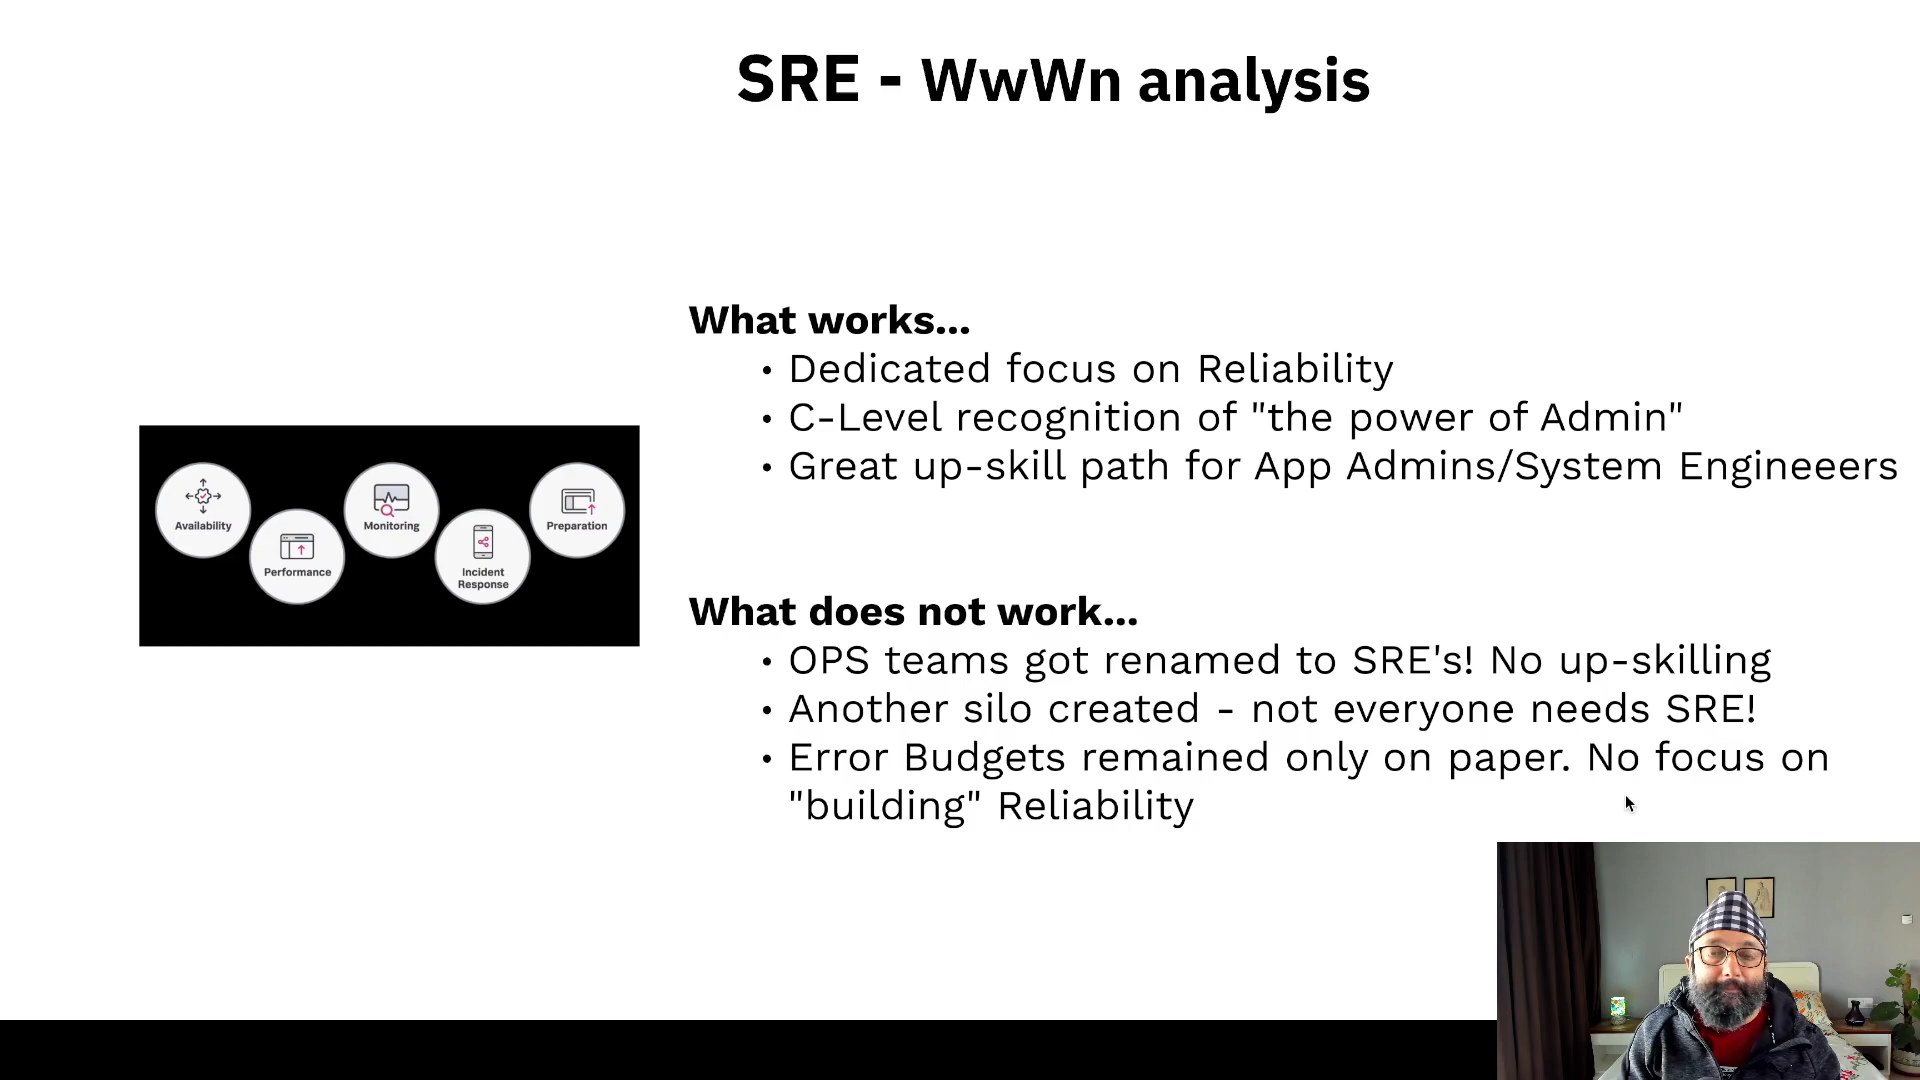 SRE - WwWn analysis
What works...
• Dedicated focus on Reliability
• C-Level recognition of "the power of Admin"
• Great up-skill path for App Admins/System Engineeers
Availability
Performance
Monitoring
Incident
Response
Preparation
What does not work...
• OPS teams got renamed to SRE's! No up-skilling
• Another silo created - not everyone needs SRE!
• Error Budgets remained only on paper. No focus on
"building" Reliability